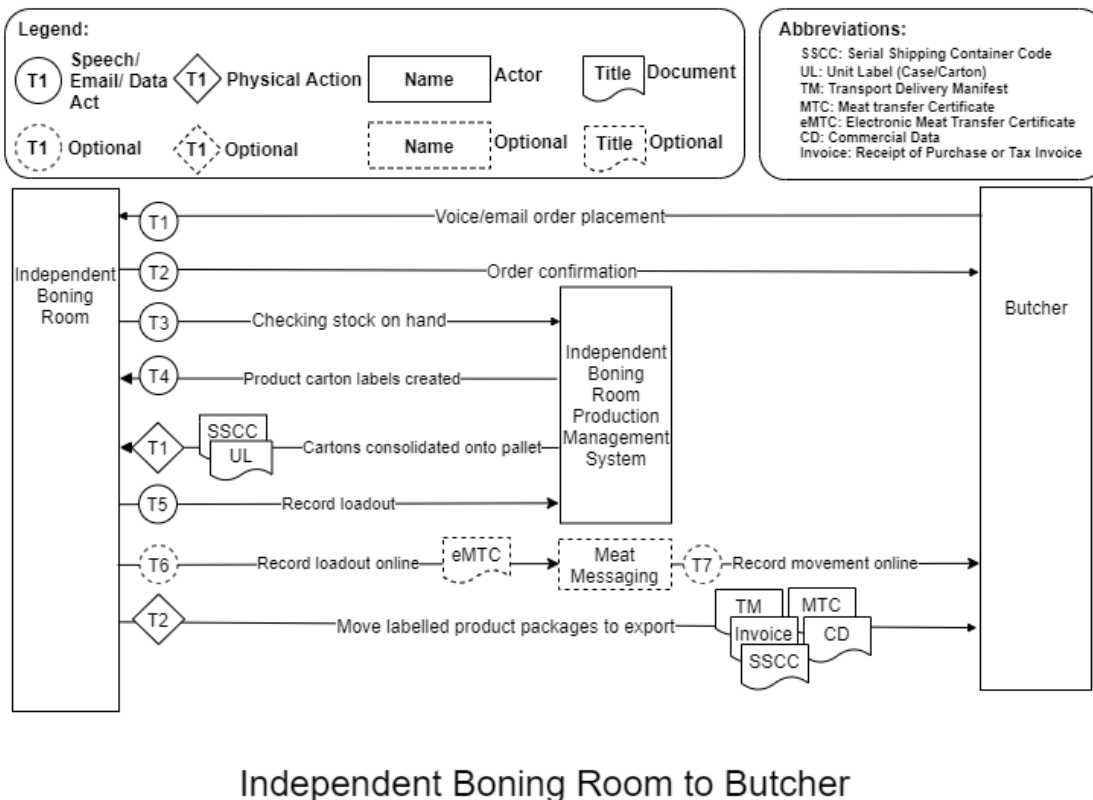 Legend:
T1
Speech/
Email/ Data
Act
T1
Physical Action
Name
Actor
Title
Document
T1
Optional
T1
Optional
Name
Optional
Title
Optional
Abbreviations:
SSCC: Serial Shipping Container Code
UL: Unit Label (Case/Carton)
TM: Transport Delivery Manifest
MTC: Meat transfer Certificate
eMTC: Electronic Meat Transfer Certificate
CD: Commercial Data
Invoice: Receipt of Purchase or Tax Invoice
Independent
Boning
Room
Butcher
T1
Voice/email order placement
T2
Order confirmation
T3
Checking stock on hand
Independent
Boning
Room
Production
Management
System
T4
Product carton labels created
T1
SSCC
UL
Cartons consolidated onto pallet
T5
Record loadout
T6
Record loadout online
eMTC
Meat
Messaging
T7
Record movement online
T2
Move labelled product packages to export
TM
MTC
Invoice
CD
SSCC
Independent Boning Room to Butcher